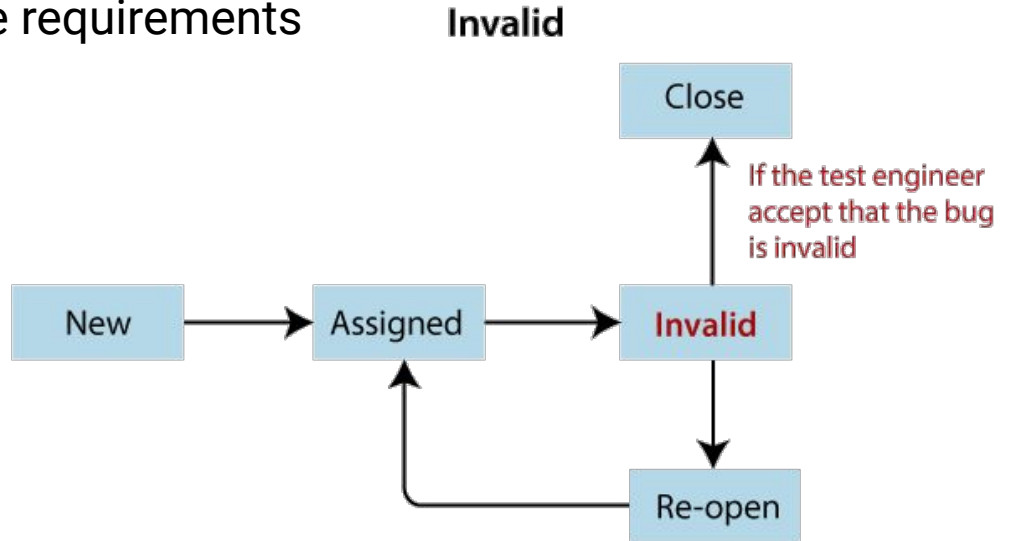 e requirements
Invalid
Close
If the test engineer
accept that the bug
is invalid
New
Assigned
Invalid
Re-open